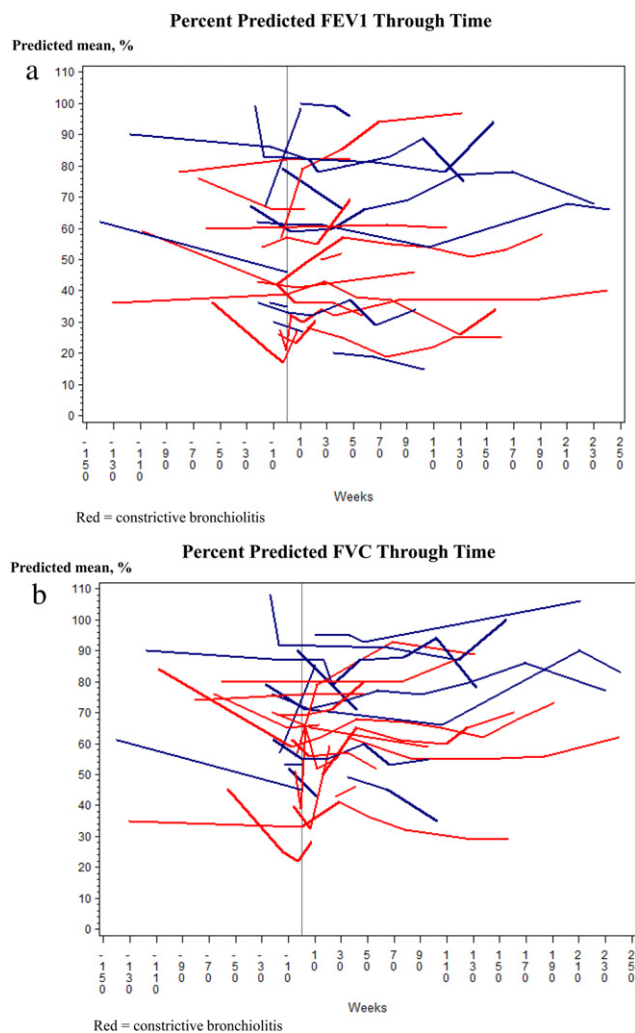 Percent Predicted FEV1 Through Time
Predicted mean, %
a
110
100
90
80
70
60
50
40
30
20
10
0
-150 -130 -110 -90 -70 -50 -30 -10 10 30 50 70 90 110 130 150 170 190 210 230 250
Weeks
Red = constrictive bronchiolitis
Percent Predicted FVC Through Time
Predicted mean, %
b
110
100
90
80
70
60
50
40
30
20
10
0
-150 -130 -110 -90 -70 -50 -30 -10 10 30 50 70 90 110 130 150 170 190 210 230 250
Weeks
Red = constrictive bronchiolitis